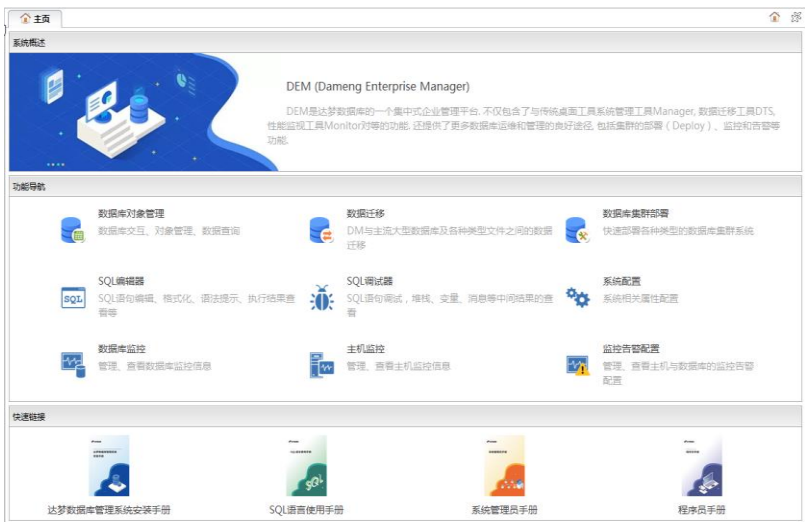 主页
系统概述
DEM (Dameng Enterprise Manager)
DEM是达梦数据库的一个集中式企业管理平台, 不仅包含了与传统桌面工具系统管理工具Manager, 数据迁移工具DTS,
性能监视工具Monitor对等的功能, 还提供了更多数据库运维和管理的良好途径, 包括集群的部署（Deploy）、监控和告警等
功能.
功能导航
数据库对象管理
数据库交互、对象管理、数据查询
数据迁移
DM与主流大型数据库及各种类型文件之间的数据
迁移
数据库集群部署
快速部署各种类型的数据库集群系统
SQL编辑器
SQL语句编辑、格式化、语法提示、执行结果查
看等
SQL调试器
SQL语句调试，堆栈、变量、消息等中间结果的查
看
系统配置
系统相关属性配置
数据库监控
管理、查看数据库监控信息
主机监控
管理、查看主机监控信息
监控告警配置
管理、查看主机与数据库的监控告警
配置
快速链接
达梦数据库管理系统安装手册
SQL语言使用手册
系统管理员手册
程序员手册